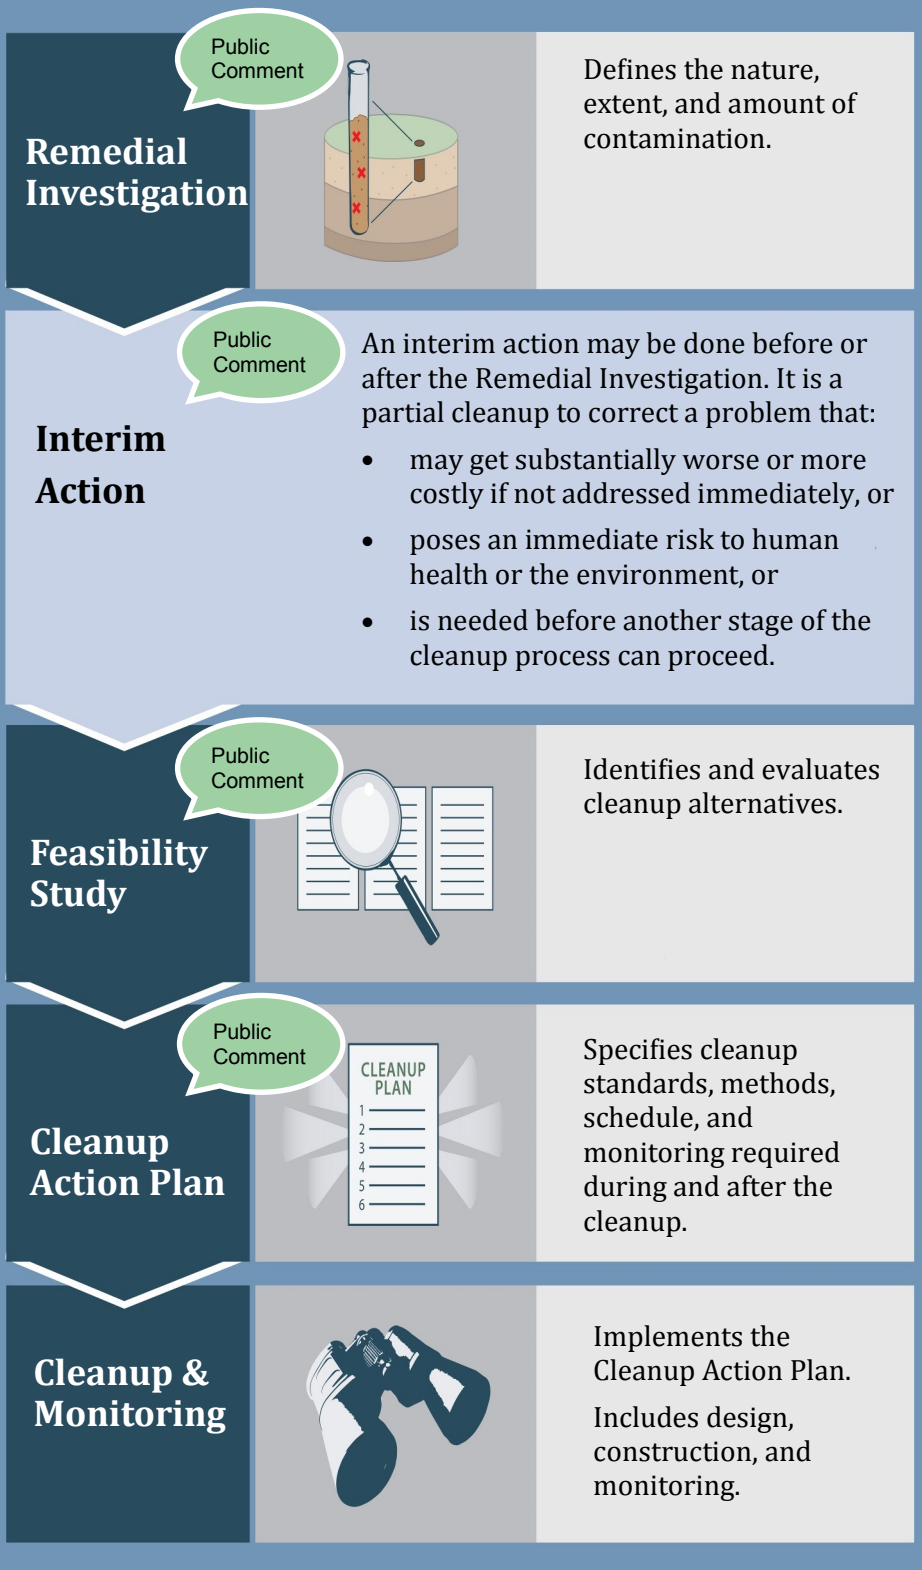 Public
Comment
Remedial
Investigation
Defines the nature,
extent, and amount of
contamination.
Public
Comment
Interim
Action
An interim action may be done before or
after the Remedial Investigation. It is a
partial cleanup to correct a problem that:
• may get substantially worse or more
costly if not addressed immediately, or
• poses an immediate risk to human
health or the environment, or
• is needed before another stage of the
cleanup process can proceed.
Public
Comment
Feasibility
Study
Identifies and evaluates
cleanup alternatives.
Public
Comment
Cleanup
Action Plan
CLEANUP
PLAN
1
2
3
4
5
6
Specifies cleanup
standards, methods,
schedule, and
monitoring required
during and after the
cleanup.
Cleanup &
Monitoring
Implements the
Cleanup Action Plan.
Includes design,
construction, and
monitoring.